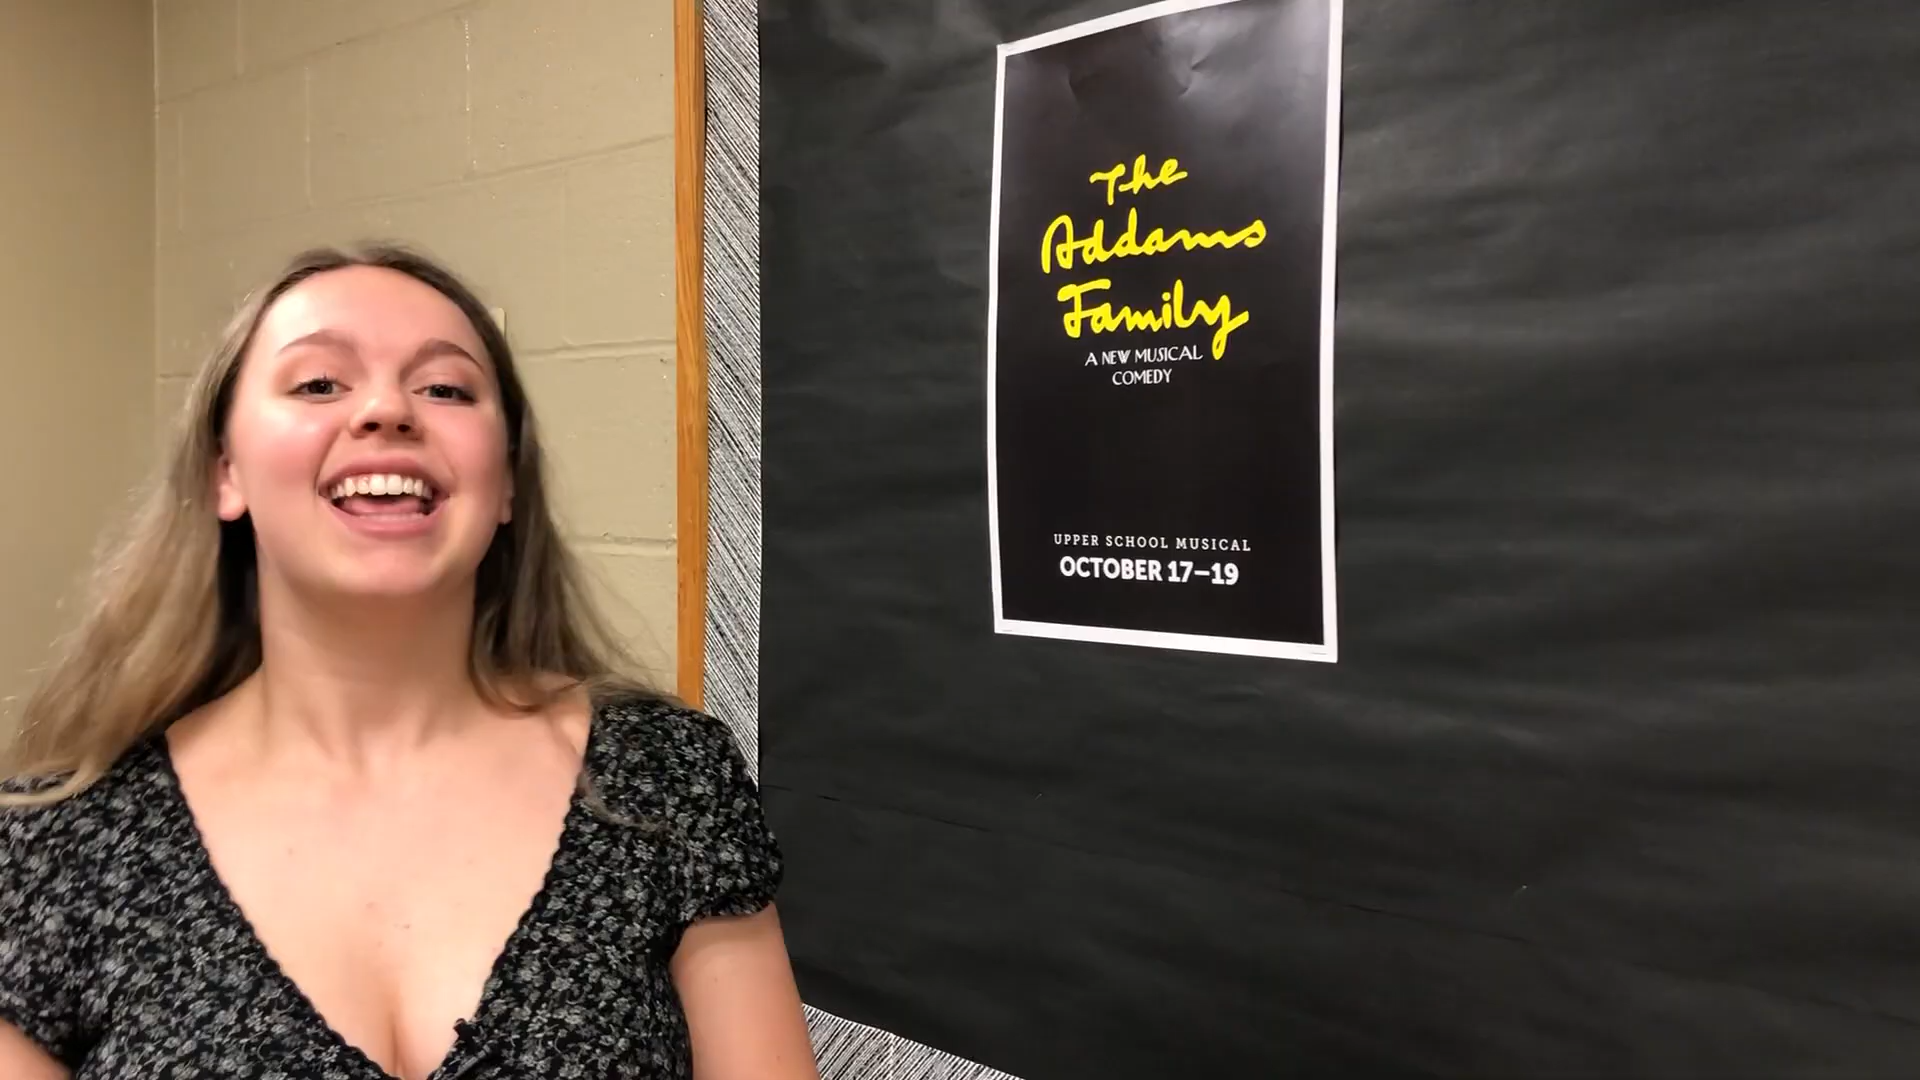 The
Addams
Family
A NEW MUSICAL
COMEDY
UPPER SCHOOL MUSICAL
OCTOBER 17–19